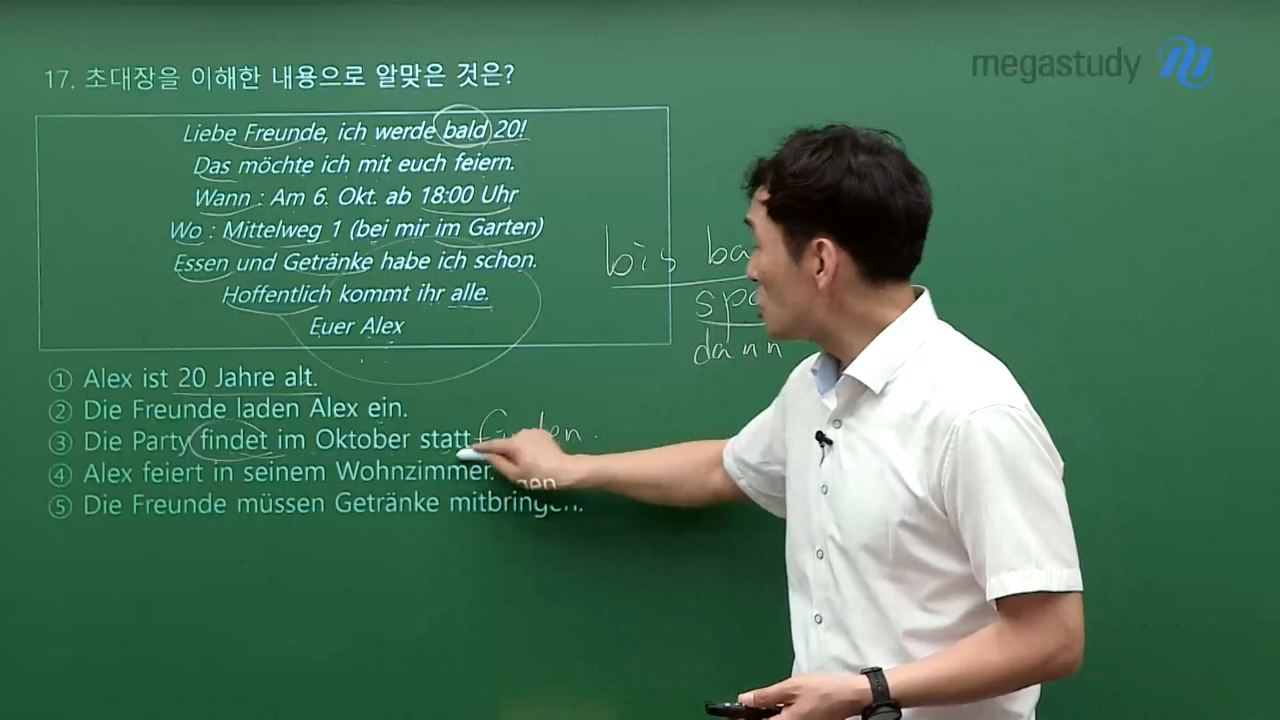 megastudy
17. 초대장을 이해한 내용으로 알맞은 것은?
Liebe Freunde, ich werde bald 20!
Das möchte ich mit euch feiern.
Wann : Am 6. Okt. ab 18:00 Uhr
Wo : Mittelweg 1 (bei mir im Garten)
Essen und Getränke habe ich schon.
Hoffentlich kommt ihr alle.
Euer Alex
bis
dann
① Alex ist 20 Jahre alt.
② Die Freunde laden Alex ein.
③ Die Party findet im Oktober statt
④ Alex feiert in seinem Wohnzimmer.
⑤ Die Freunde müssen Getränke mitbringen.